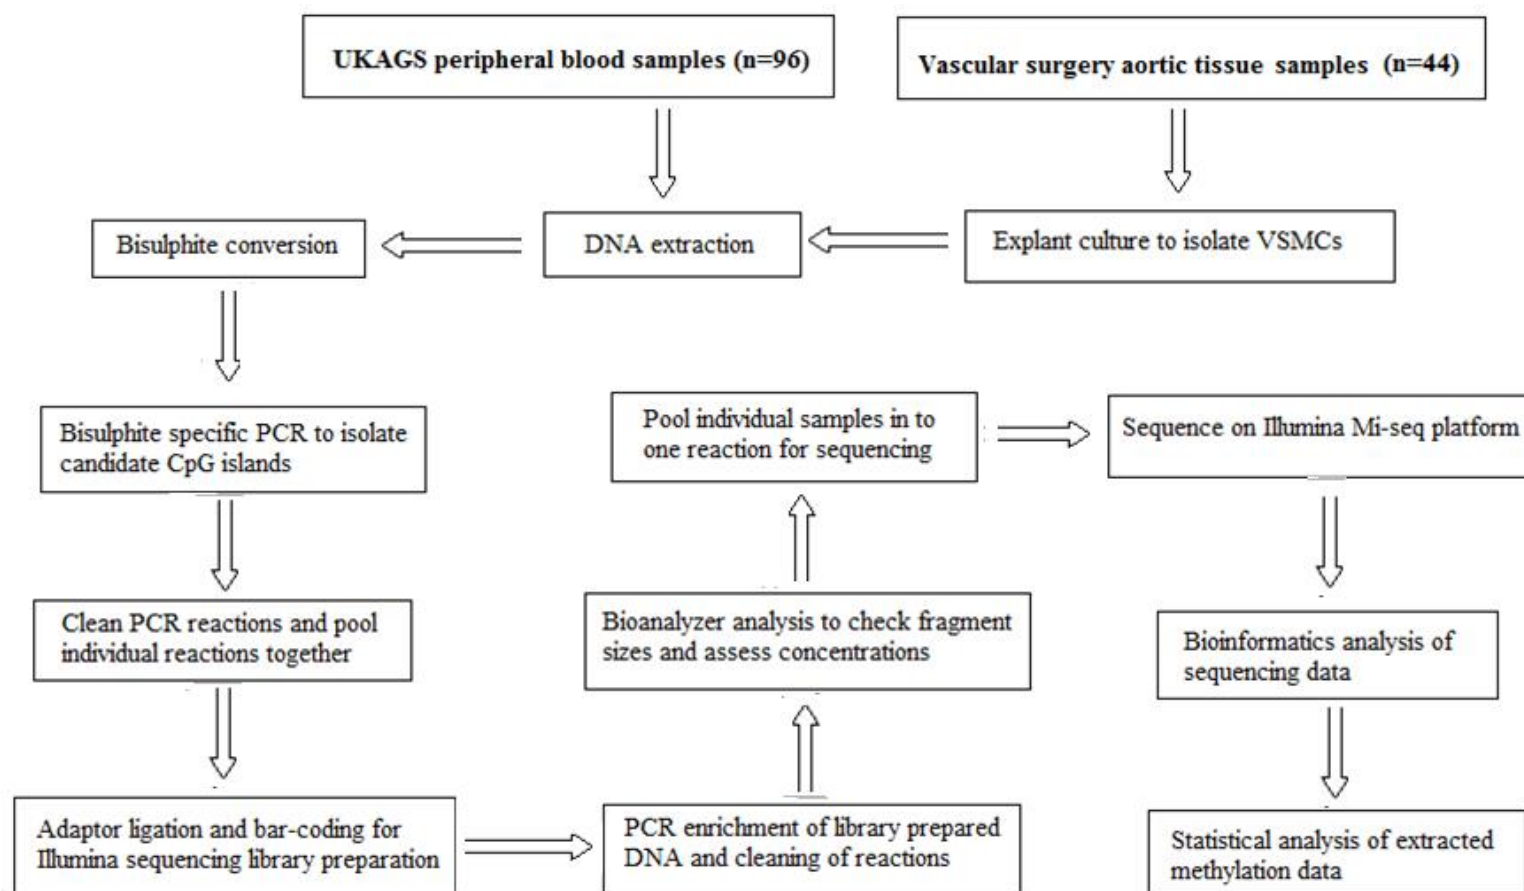 UKAGS peripheral blood samples (n=96)
Vascular surgery aortic tissue samples (n=44)
Bisulphite conversion
DNA extraction
Explant culture to isolate VSMCs
Bisulphite specific PCR to isolate
candidate CpG islands
Pool individual samples in to
one reaction for sequencing
Sequence on Illumina Mi-seq platform
Clean PCR reactions and pool
individual reactions together
Bioanalyzer analysis to check fragment
sizes and assess concentrations
Bioinformatics analysis of
sequencing data
Adaptor ligation and bar-coding for
Illumina sequencing library preparation
PCR enrichment of library prepared
DNA and cleaning of reactions
Statistical analysis of extracted
methylation data